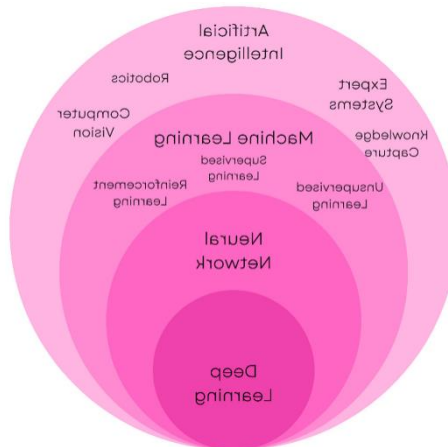 Artificial
Intelligence
Robotics
Expert
Systems
Computer
Vision
Knowledge
Capture
Machine Learning
Supervised
Learning
Reinforcement
Learning
Unsupervised
Learning
Neural
Network
Deep
Learning